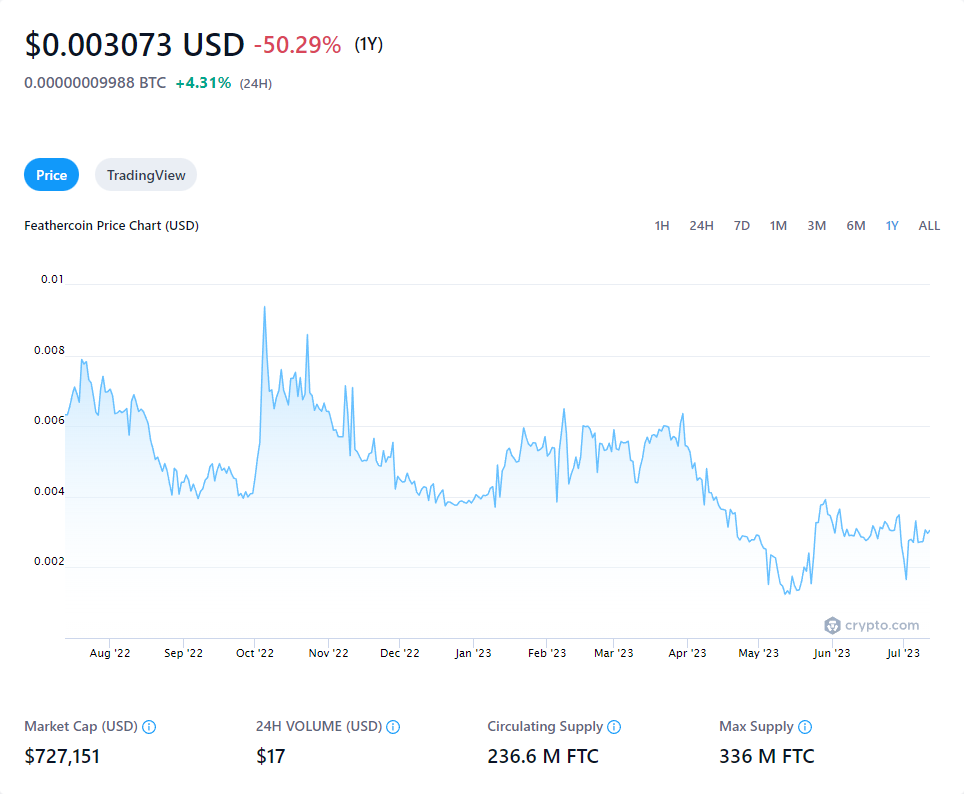 $0.003073 USD -50.29% (1Y)
0.00000009988 BTC +4.31% (24H)
Price TradingView
Feathercoin Price Chart (USD) 1H 24H 7D 1M 3M 6M 1Y ALL
0.01
0.008
0.006
0.004
0.002
crypto.com
Aug '22 Sep '22 Oct '22 Nov '22 Dec '22 Jan '23 Feb '23 Mar '23 Apr '23 May '23 Jun '23 Jul '23
Market Cap (USD) 24H VOLUME (USD) Circulating Supply Max Supply
$727,151 $17 236.6 M FTC 336 M FTC